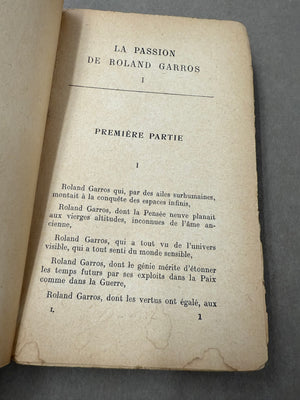 LA PASSION
DE ROLAND GARROS
I
PREMIÈRE PARTIE
I
Roland Garros qui, par des ailes surhumaines,
montait à la conquête des espaces infinis,
Roland Garros, dont la Pensée neuve planait
aux vierges altitudes, inconnues de l'âme an-
cienne,
Roland Garros, qui a tout vu de l'univers
visible, qui a tout senti du monde sensible,
Roland Garros, dont le génie mérite d'étonner
les temps futurs par ses exploits dans la Paix
comme dans la Guerre,
Roland Garros, dont les vertus ont égalé, aux
I.
1